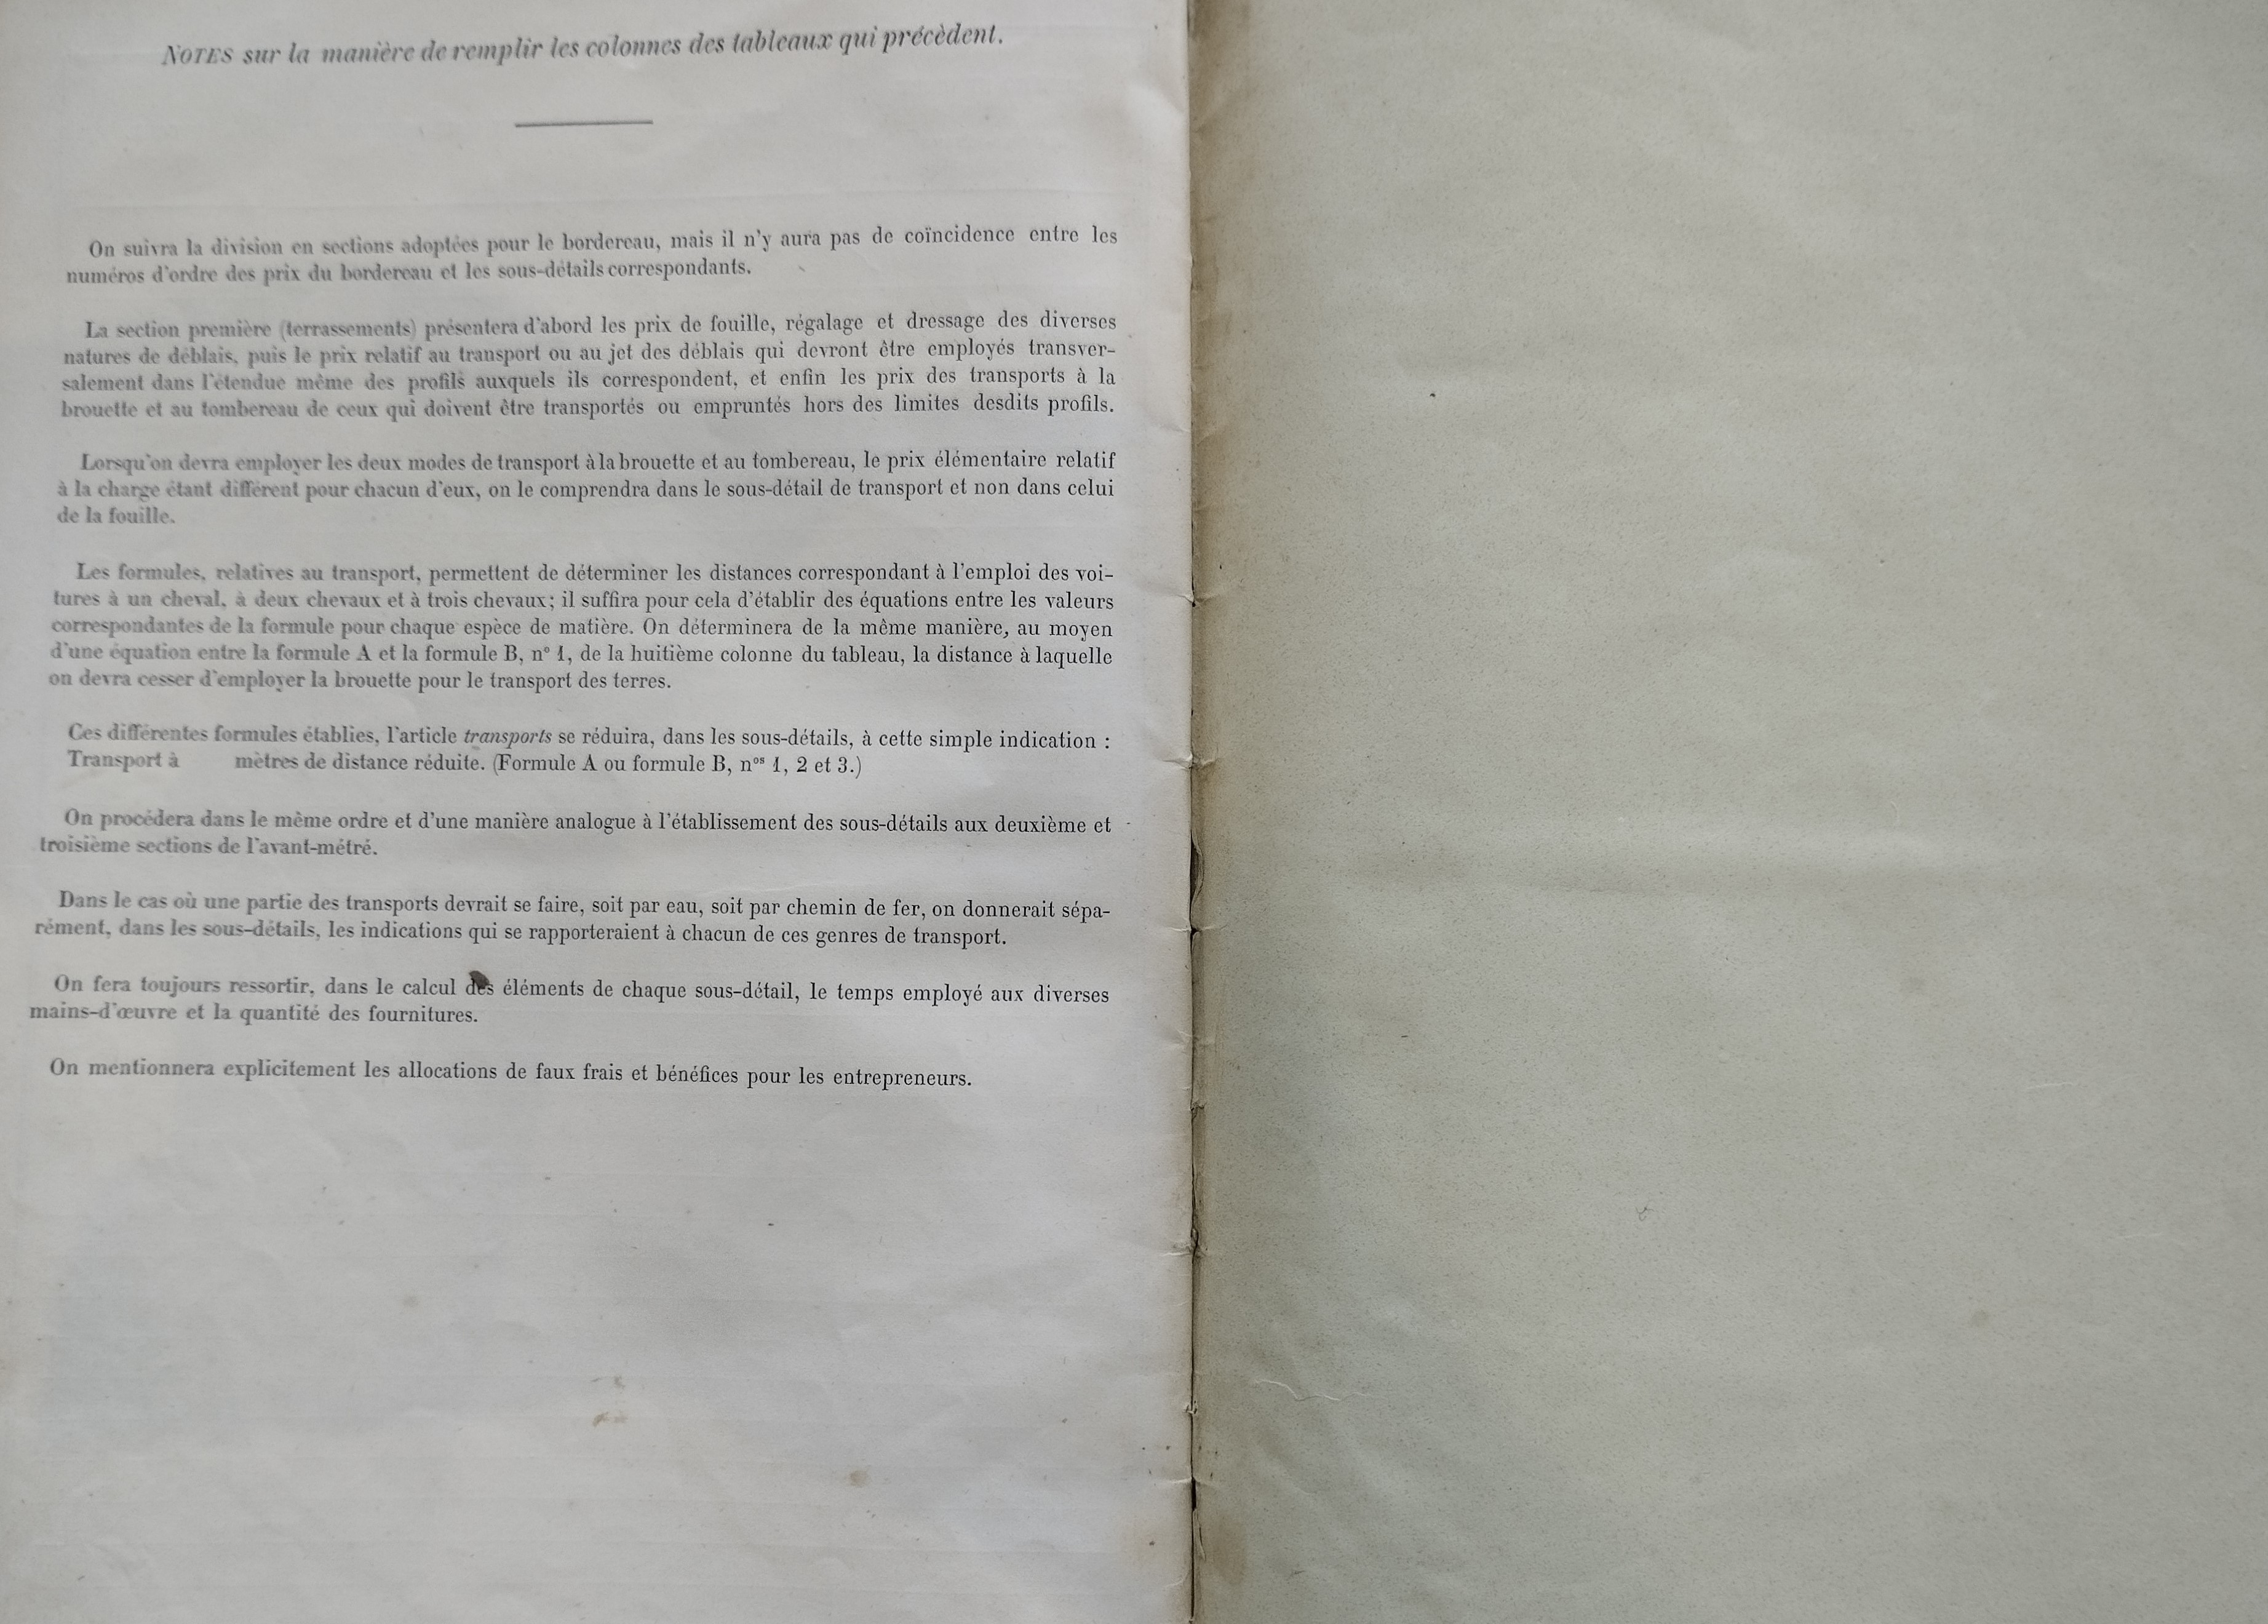 NOTES sur la manière de remplir les colonnes des tableaux qui précèdent.
On suivra la division en sections adoptées pour le bordereau, mais il n'y aura pas de coïncidence entre les
numéros d'ordre des prix du bordereau et les sous-détails correspondants.
La section première (terrassements) présentera d'abord les prix de fouille, régalage et dressage des diverses
natures de déblais, puis le prix relatif au transport ou au jet des déblais qui devront être employés transver-
salement dans l'étendue même des profils auxquels ils correspondent, et enfin les prix des transports à la
brouette et au tombereau de ceux qui doivent être transportés ou empruntés hors des limites desdits profils.
Lorsqu'on devra employer les deux modes de transport à la brouette et au tombereau, le prix élémentaire relatif
à la charge étant différent pour chacun d'eux, on le comprendra dans le sous-détail de transport et non dans celui
de la fouille.
Les formules, relatives au transport, permettent de déterminer les distances correspondant à l'emploi des voi-
tures à un cheval, à deux chevaux et à trois chevaux; il suffira pour cela d'établir des équations entre les valeurs
correspondantes de la formule pour chaque espèce de matière. On déterminera de la même manière, au moyen
d'une équation entre la formule A et la formule B, n° 1, de la huitième colonne du tableau, la distance à laquelle
on devra cesser d'employer la brouette pour le transport des terres.
Ces différentes formules établies, l'article transports se réduira, dans les sous-détails, à cette simple indication :
Transport à mètres de distance réduite. (Formule A ou formule B, nos 1, 2 et 3.)
On procédera dans le même ordre et d'une manière analogue à l'établissement des sous-détails aux deuxième et
troisième sections de l'avant-métré.
Dans le cas où une partie des transports devrait se faire, soit par eau, soit par chemin de fer, on donnerait sépa-
rément, dans les sous-détails, les indications qui se rapporteraient à chacun de ces genres de transport.
On fera toujours ressortir, dans le calcul des éléments de chaque sous-détail, le temps employé aux diverses
mains-d'œuvre et la quantité des fournitures.
On mentionnera explicitement les allocations de faux frais et bénéfices pour les entrepreneurs.